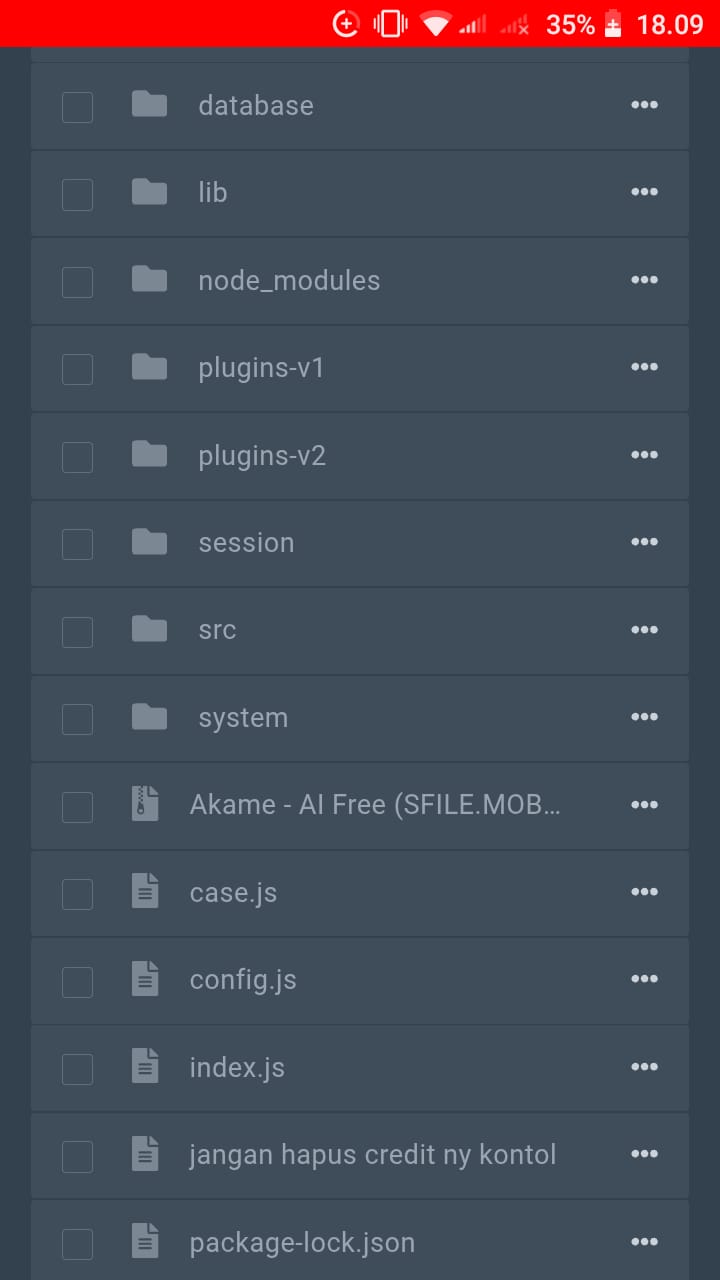 35% 18.09
database
lib
node_modules
plugins-v1
plugins-v2
session
src
system
Akame - AI Free (SFILE.MOB...
case.js
config.js
index.js
jangan hapus credit ny kontol
package-lock.json